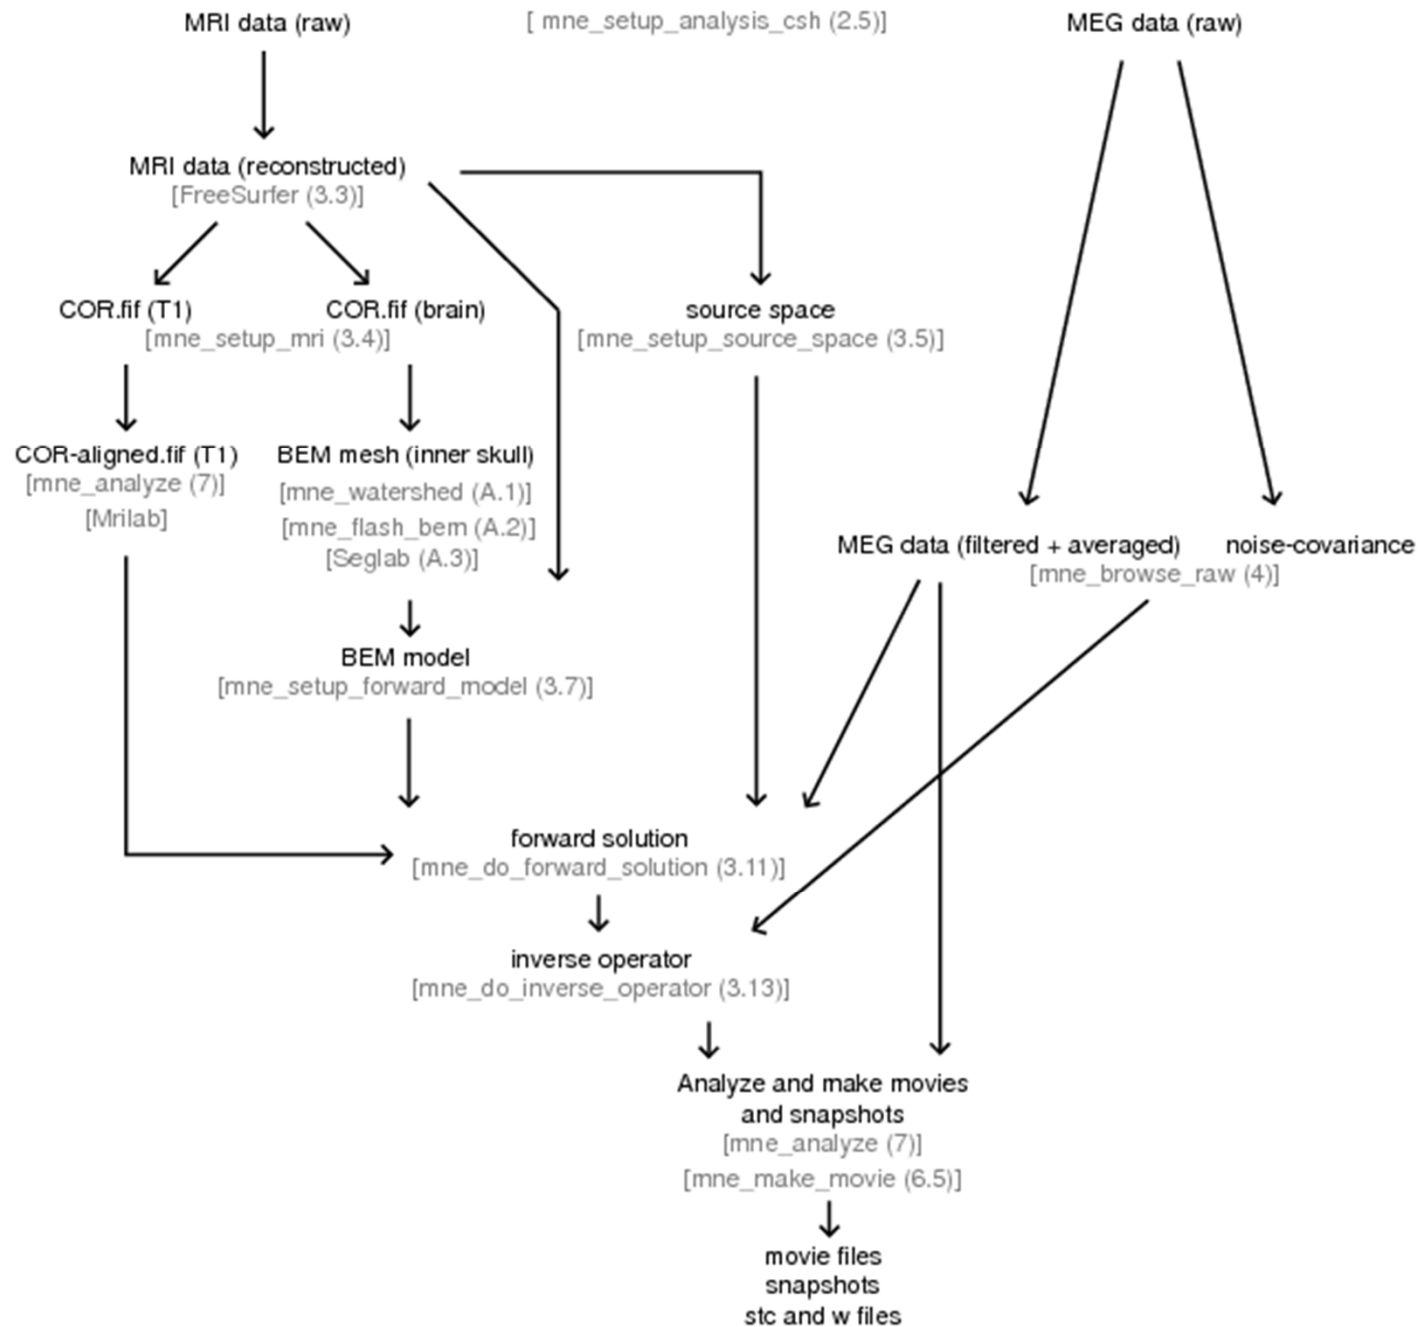 MRI data (raw)
[ mne_setup_analysis_csh (2.5)]
MEG data (raw)
MRI data (reconstructed)
[FreeSurfer (3.3)]
COR.fif (T1)
COR.fif (brain)
[mne_setup_mri (3.4)]
source space
[mne_setup_source_space (3.5)]
COR-aligned.fif (T1)
[mne_analyze (7)]
[Mrilab]
BEM mesh (inner skull)
[mne_watershed (A.1)]
[mne_flash_bem (A.2)]
[Seglab (A.3)]
MEG data (filtered + averaged)
noise-covariance
[mne_browse_raw (4)]
BEM model
[mne_setup_forward_model (3.7)]
forward solution
[mne_do_forward_solution (3.11)]
inverse operator
[mne_do_inverse_operator (3.13)]
Analyze and make movies
and snapshots
[mne_analyze (7)]
[mne_make_movie (6.5)]
movie files
snapshots
stc and w files